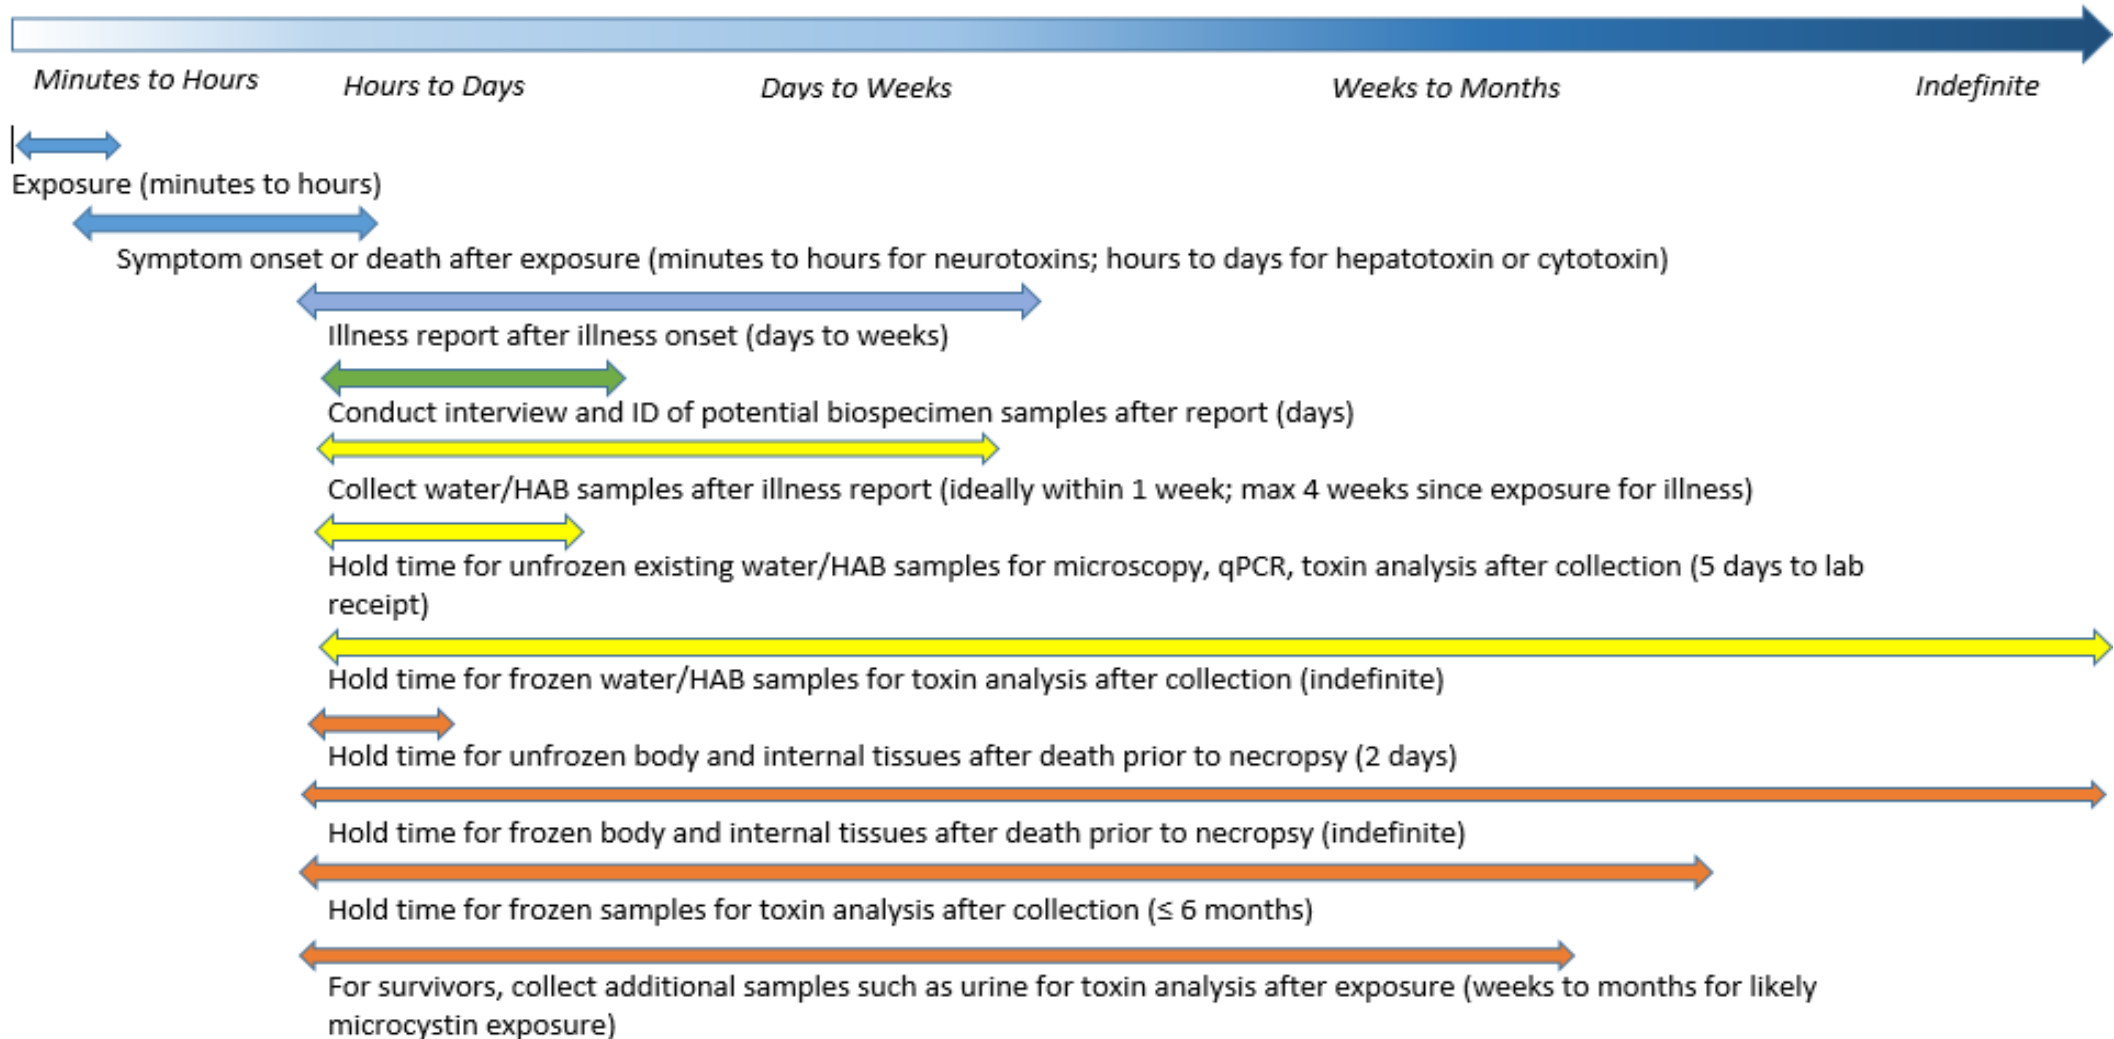 Minutes to Hours
Hours to Days
Days to Weeks
Weeks to Months
Indefinite
Exposure (minutes to hours)
Symptom onset or death after exposure (minutes to hours for neurotoxins; hours to days for hepatotoxin or cytotoxin)
Illness report after illness onset (days to weeks)
Conduct interview and ID of potential biospecimen samples after report (days)
Collect water/HAB samples after illness report (ideally within 1 week; max 4 weeks since exposure for illness)
Hold time for unfrozen existing water/HAB samples for microscopy, qPCR, toxin analysis after collection (5 days to lab
receipt)
Hold time for frozen water/HAB samples for toxin analysis after collection (indefinite)
Hold time for unfrozen body and internal tissues after death prior to necropsy (2 days)
Hold time for frozen body and internal tissues after death prior to necropsy (indefinite)
Hold time for frozen samples for toxin analysis after collection (≤ 6 months)
For survivors, collect additional samples such as urine for toxin analysis after exposure (weeks to months for likely
microcystin exposure)